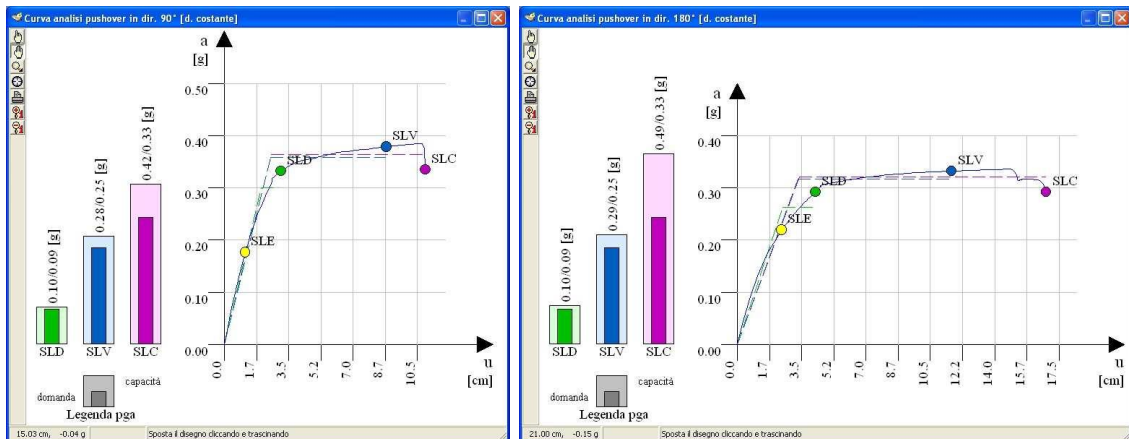 Curva analisi pushover in dir. 90° [d. costante]
a
[g]
0.50
0.40
0.30
0.20
0.10
0.00
SLV
SLD
SLC
SLE
0.10/0.09 [g]
0.28/0.25 [g]
0.42/0.33 [g]
SLD
SLV
SLC
0.0
1.7
3.5
5.2
7.0
8.7
10.5
u
[cm]
capacità
domanda
Legenda pga
15.03 cm, -0.04 g
Sposta il disegno cliccando e trascinando
Curva analisi pushover in dir. 180° [d. costante]
a
[g]
0.40
0.30
0.20
0.10
0.00
SLV
SLD
SLC
SLE
0.10/0.09 [g]
0.29/0.25 [g]
0.49/0.33 [g]
SLD
SLV
SLC
0.0
1.7
3.5
5.2
7.0
8.7
10.5
12.2
14.0
15.7
17.5
u
[cm]
capacità
domanda
Legenda pga
21.00 cm, -0.15 g
Sposta il disegno cliccando e trascinando